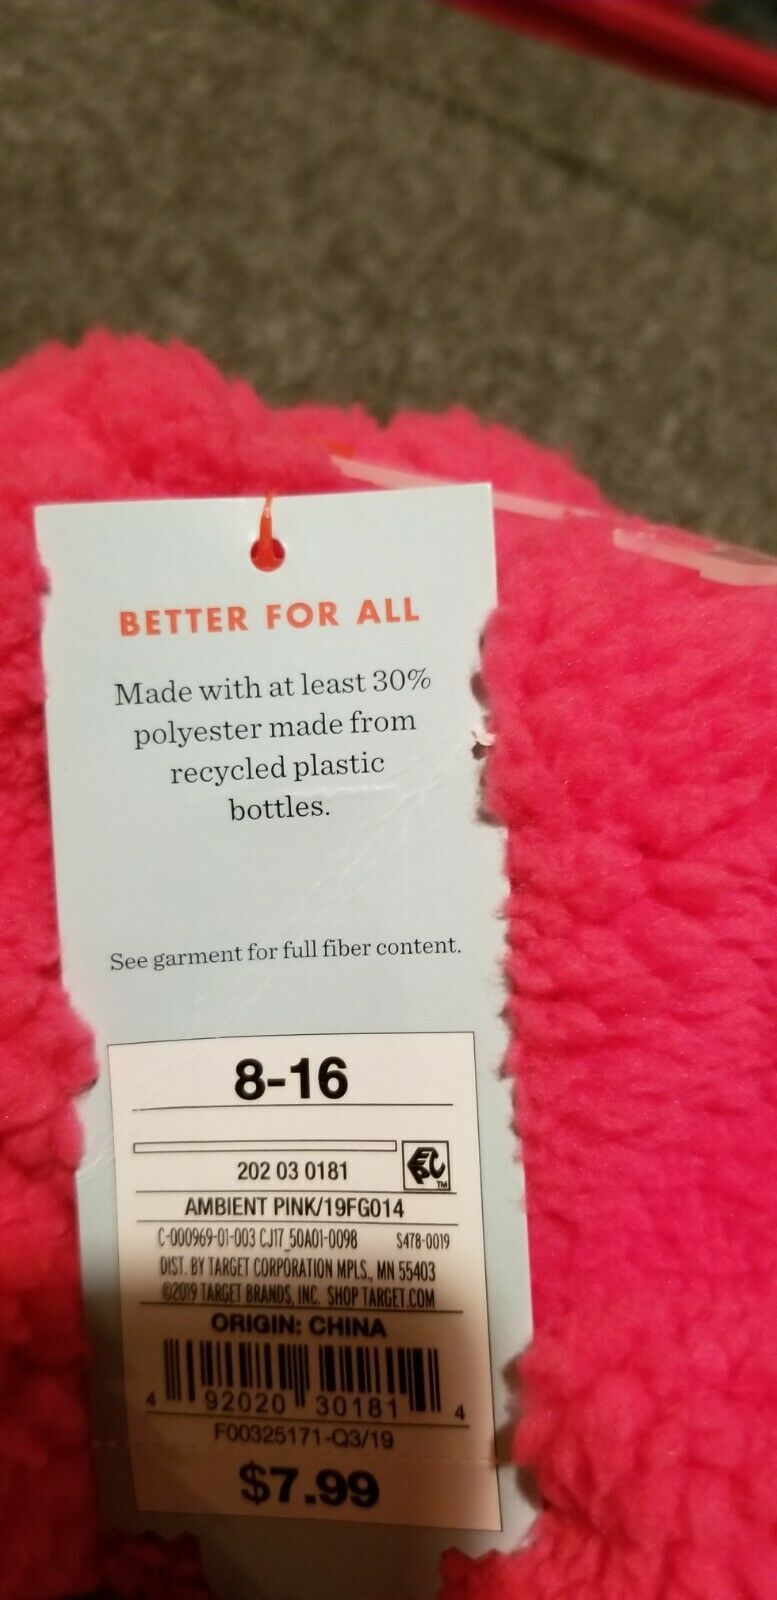 BETTER FOR ALL
Made with at least 30%
polyester made from
recycled plastic
bottles.
See garment for full fiber content.
8-16
202 03 0181
AMBIENT PINK/19FG014
C-000969-01-003 CJ17_50A01-0098 S478-0019
DIST. BY TARGET CORPORATION MPLS., MN 55403
©2019 TARGET BRANDS, INC. SHOP TARGET.COM
ORIGIN: CHINA
4 92020 30181 4
F00325171-Q3/19
$7.99